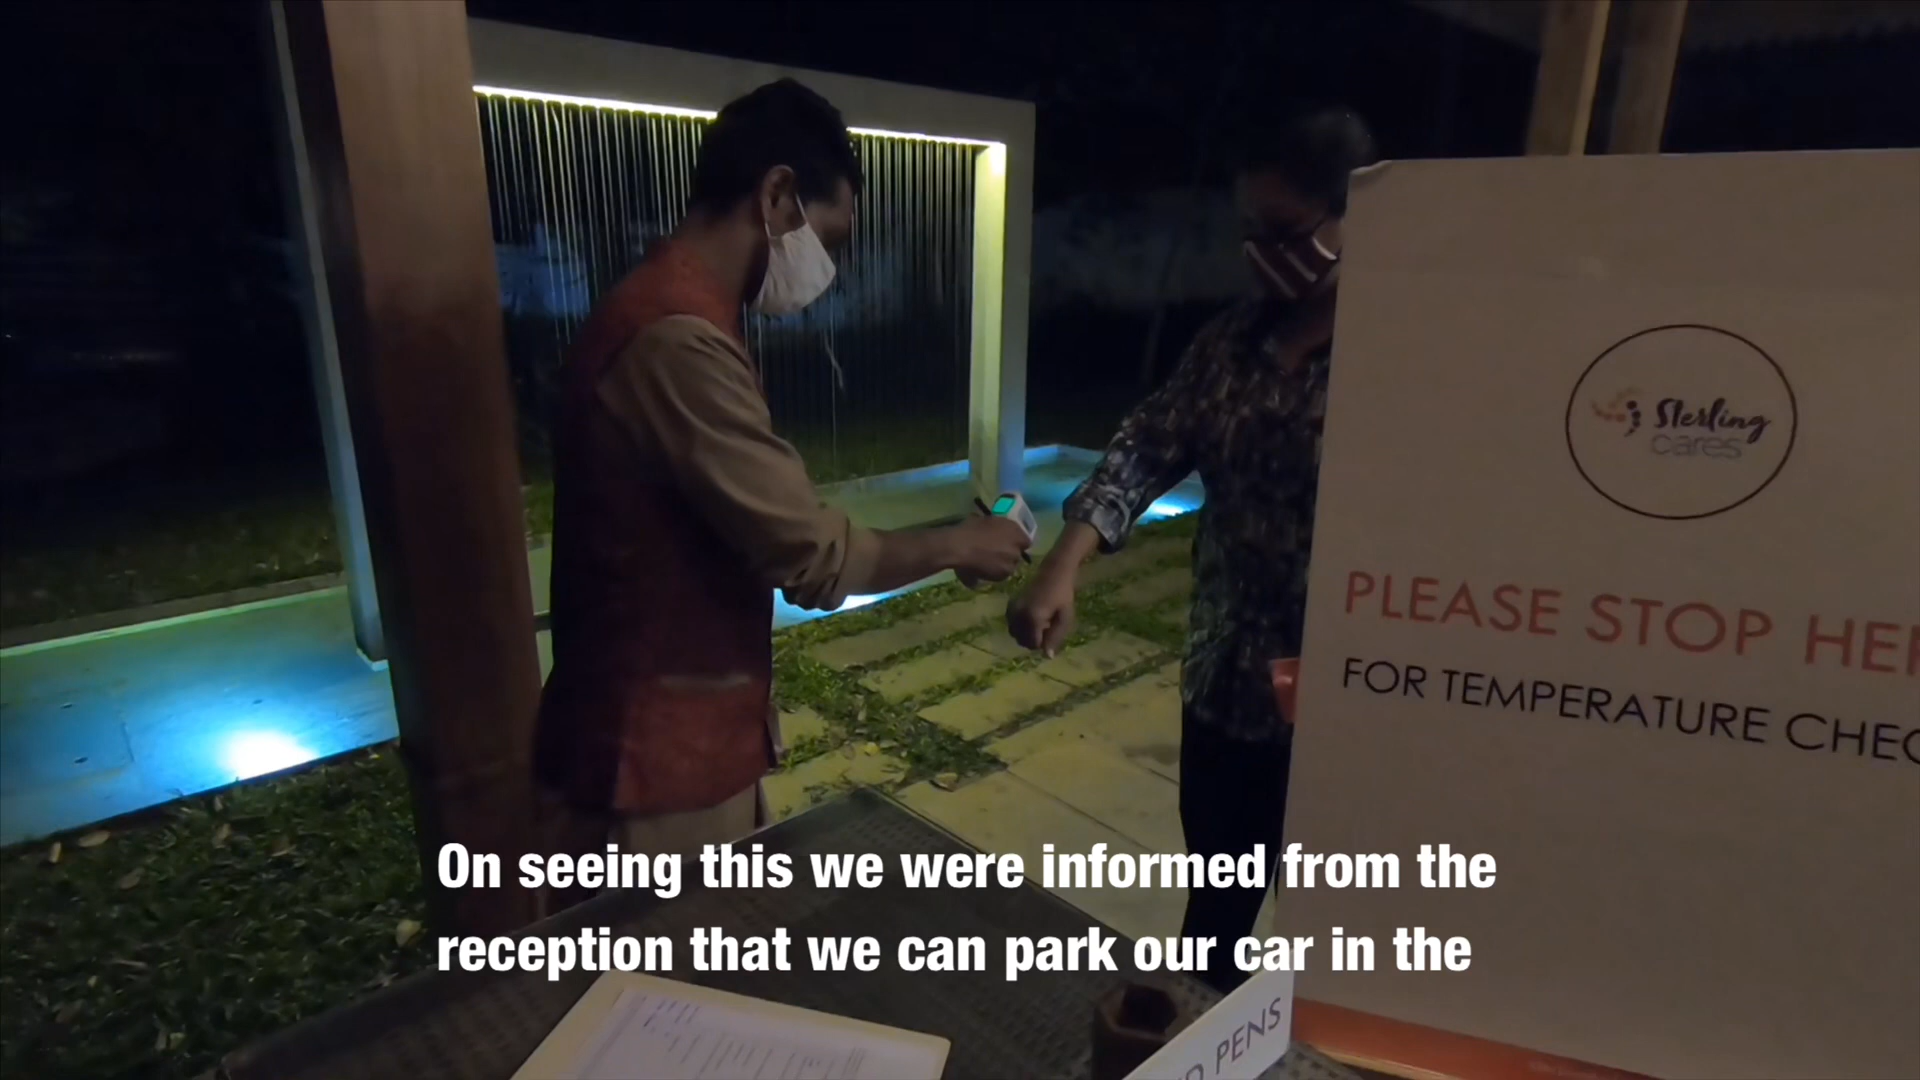 Sterling
cares
PLEASE STOP HE
FOR TEMPERATURE CHEC
On seeing this we were informed from the
reception that we can park our car in the
PENS